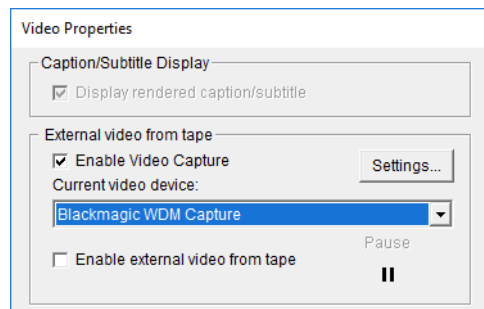 Video Properties
Caption/Subtitle Display
Display rendered caption/subtitle
External video from tape
Enable Video Capture
Settings...
Current video device:
Blackmagic WDM Capture
Pause
Enable external video from tape